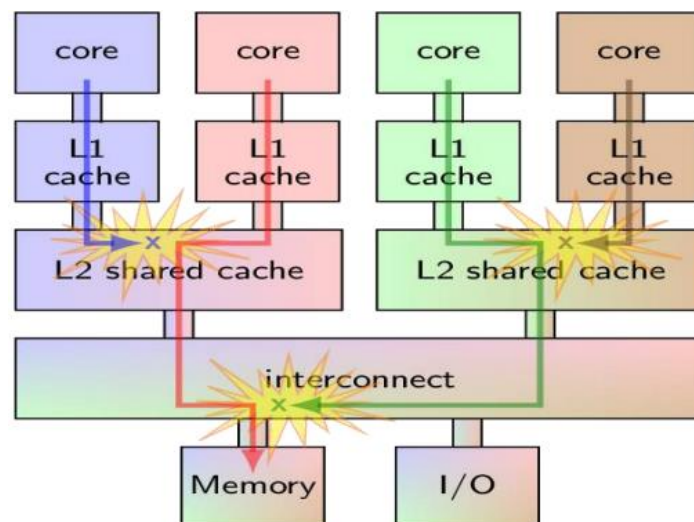 core
core
core
core
L1
cache
L1
cache
L1
cache
L1
cache
L2 shared cache
L2 shared cache
interconnect
Memory
I/O